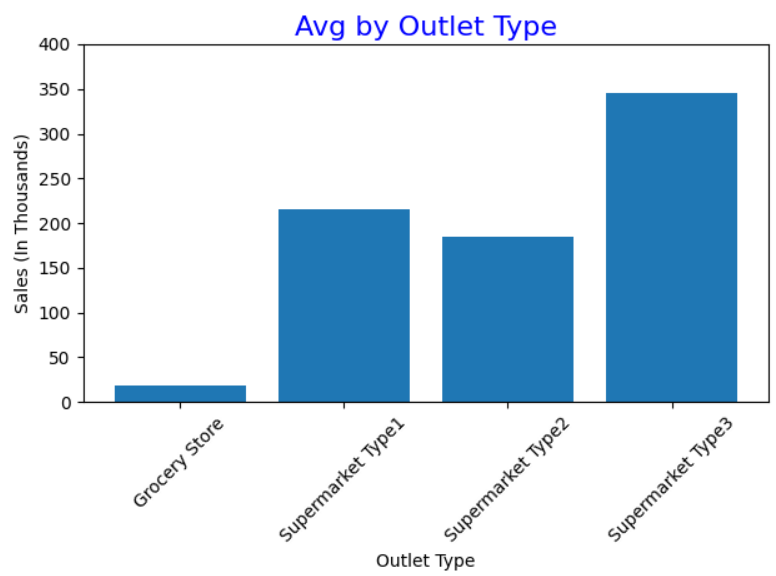 Avg by Outlet Type
Sales (In Thousands)
400
350
300
250
200
150
100
50
0
Grocery Store
Supermarket Type1
Supermarket Type2
Supermarket Type3
Outlet Type